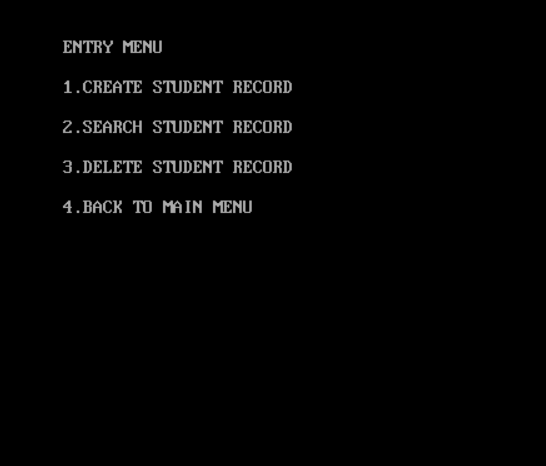 ENTRY MENU
1.CREATE STUDENT RECORD
2.SEARCH STUDENT RECORD
3.DELETE STUDENT RECORD
4.BACK TO MAIN MENU